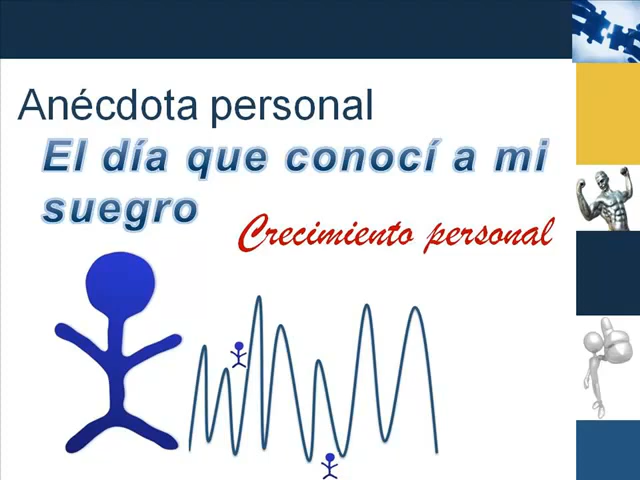 Anécdota personal
El día que conocí a mi
suegro
Crecimiento personal